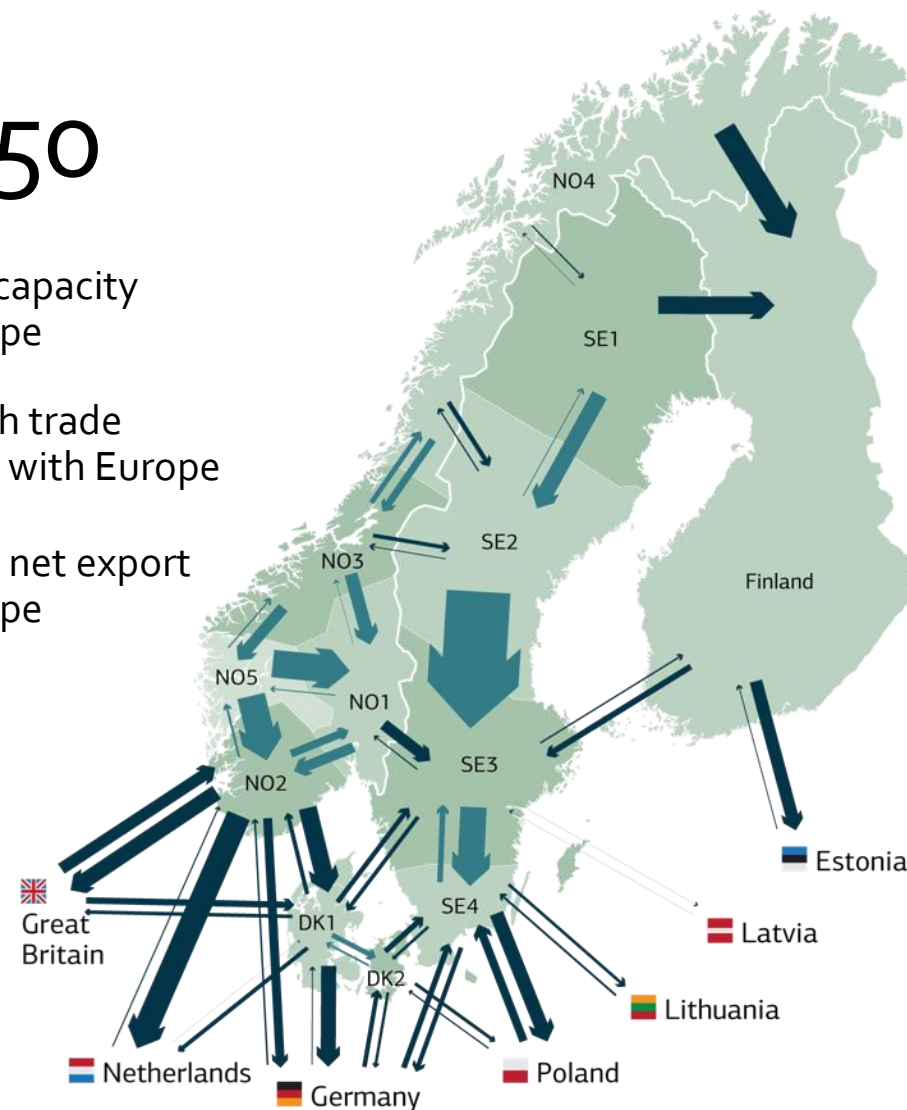 50
capacity
pe
h trade
with Europe
net export
pe
NO4
SE1
SE2
NO3
Finland
NO5
NO1
SE3
NO2
Estonia
SE4
Great
Britain
DK1
Latvia
DK2
Lithuania
Netherlands
Poland
Germany